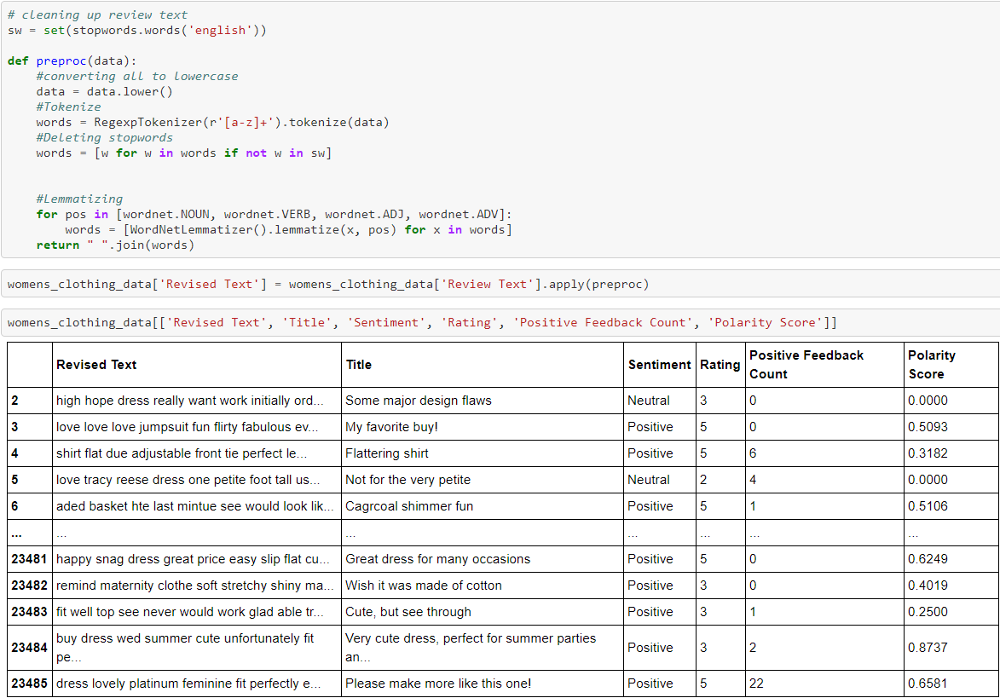 # cleaning up review text
sw = set(stopwords.words('english'))
def preproc(data):
    #converting all to lowercase
    data = data.lower()
    #Tokenize
    words = RegexpTokenizer(r'[a-z]+').tokenize(data)
    #Deleting stopwords
    words = [w for w in words if not w in sw]
    #Lemmatizing
    for pos in [wordnet.NOUN, wordnet.VERB, wordnet.ADJ, wordnet.ADV]:
        words = [WordNetLemmatizer().lemmatize(x, pos) for x in words]
    return " ".join(words)
womens_clothing_data['Revised Text'] = womens_clothing_data['Review Text'].apply(preproc)
womens_clothing_data[['Revised Text', 'Title', 'Sentiment', 'Rating', 'Positive Feedback Count', 'Polarity Score']]
Revised Text Title Sentiment Rating Positive Feedback Count Polarity Score
2 high hope dress really want work initially ord... Some major design flaws Neutral 3 0 0.0000
3 love love love jumpsuit fun flirty fabulous ev... My favorite buy! Positive 5 0 0.5093
4 shirt flat due adjustable front tie perfect le... Flattering shirt Positive 5 6 0.3182
5 love tracy reese dress one petite foot tall us... Not for the very petite Neutral 2 4 0.0000
6 aded basket hte last mintue see would look lik... Cagrcoal shimmer fun Positive 5 1 0.5106
... ... ... ... ... ... ...
23481 happy snag dress great price easy slip flat cu... Great dress for many occasions Positive 5 0 0.6249
23482 remind maternity clothe soft stretchy shiny ma... Wish it was made of cotton Positive 3 0 0.4019
23483 fit well top see never would work glad able tr... Cute, but see through Positive 3 1 0.2500
23484 buy dress wed summer cute unfortunately fit pe... Very cute dress, perfect for summer parties an... Positive 3 2 0.8737
23485 dress lovely platinum feminine fit perfectly e... Please make more like this one! Positive 5 22 0.6581